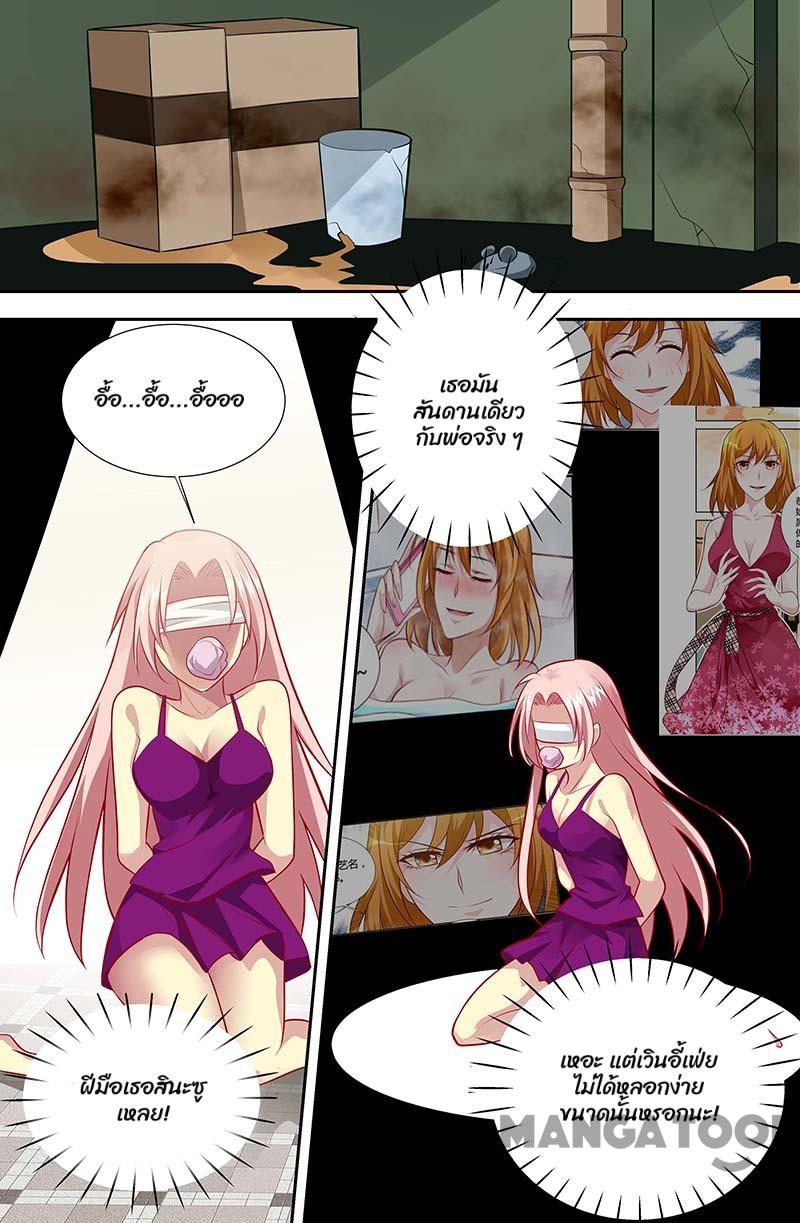 อื้อ...อื้อ...อื้อออ
เธอมัน
สันดานเดียว
กับพ่อจริง ๆ
艺名,
ฝีมือเธอสินะซู
เหลย!
เหอะ แต่เวินอี้เฟ่ย
ไม่ได้หลอกง่าย
ขนาดนั้นหรอกนะ!
MANGATOON